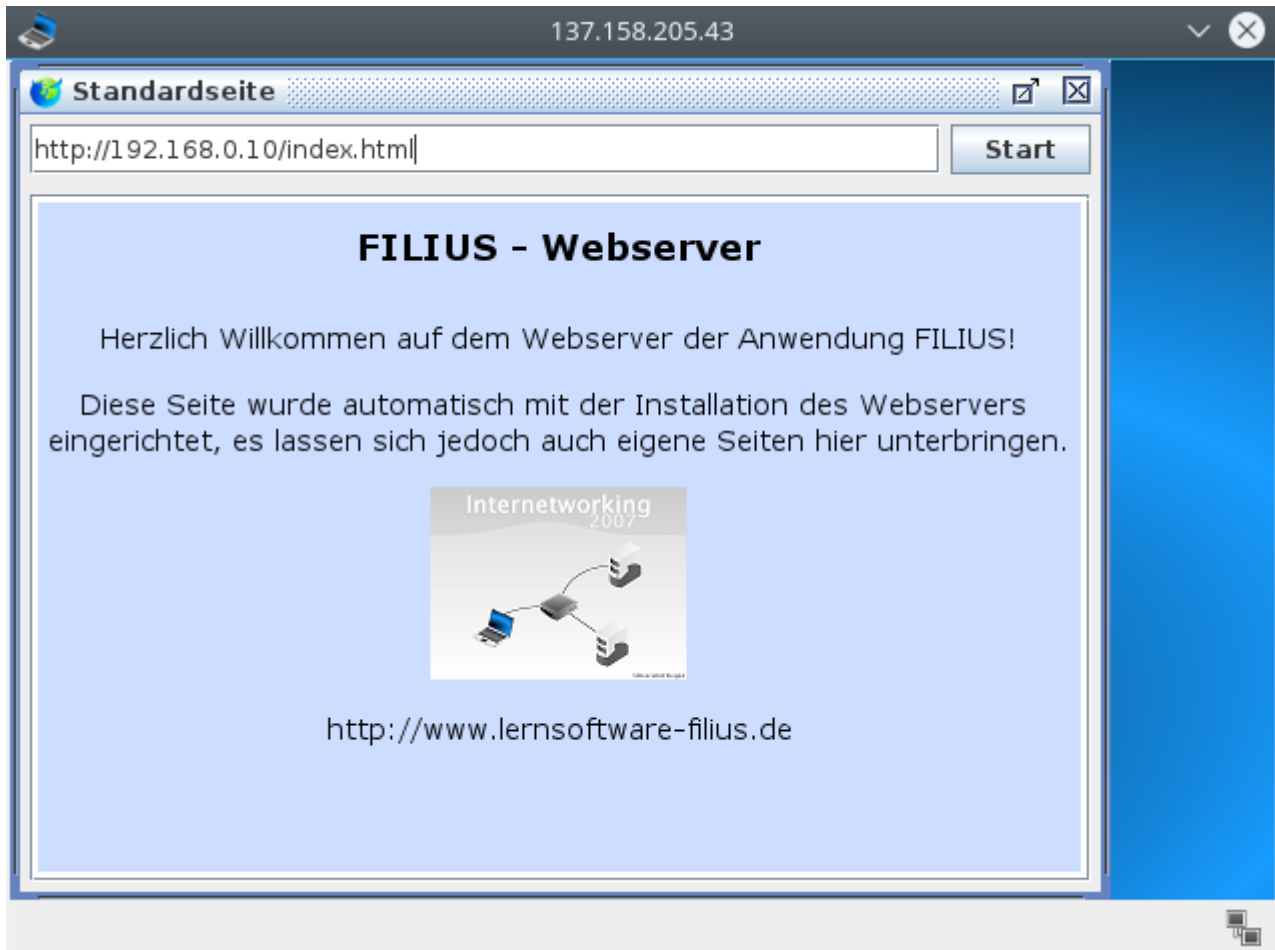 137.158.205.43
Standardseite
http://192.168.0.10/index.html
Start
FILIUS - Webserver
Herzlich Willkommen auf dem Webserver der Anwendung FILIUS!
Diese Seite wurde automatisch mit der Installation des Webservers
eingerichtet, es lassen sich jedoch auch eigene Seiten hier unterbringen.
Internetworking
2007
http://www.lernsoftware-filius.de